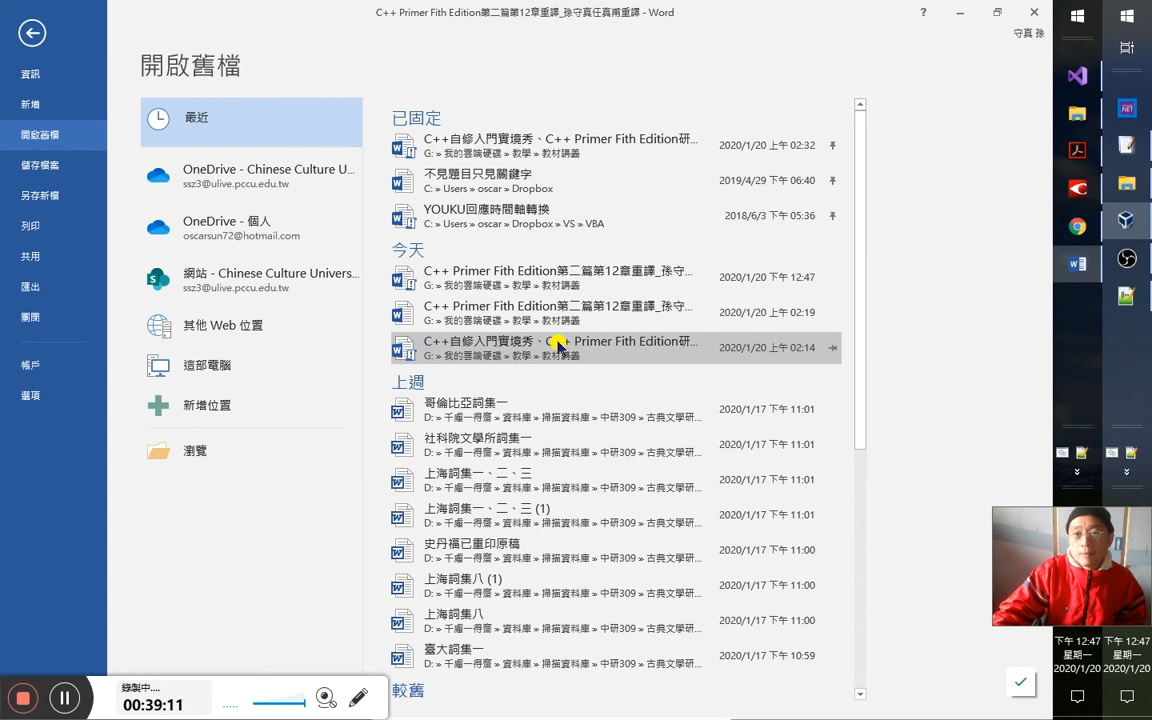 C++ Primer Fith Edition第二篇第12章重譯_孫守真任真甫重譯 - Word
?
守真 孫
資訊
新增
開啟舊檔
儲存檔案
另存新檔
列印
共用
匯出
關閉
帳戶
選項
開啟舊檔
最近
OneDrive - Chinese Culture U...
ssz3@ulive.pccu.edu.tw
OneDrive - 個人
oscarsun72@hotmail.com
網站 - Chinese Culture Univers...
ssz3@ulive.pccu.edu.tw
其他 Web 位置
這部電腦
新增位置
瀏覽
已固定
C++自修入門實境秀、C++ Primer Fith Edition研...
G: » 我的雲端硬碟 » 教學 » 教材講義
2020/1/20 上午 02:32
不見題目只見關鍵字
C: » Users » oscar » Dropbox
2019/4/29 下午 06:40
YOUKU回應時間軸轉換
C: » Users » oscar » Dropbox » VS » VBA
2018/6/3 下午 05:36
今天
C++ Primer Fith Edition第二篇第12章重譯_孫守...
G: » 我的雲端硬碟 » 教學 » 教材講義
2020/1/20 下午 12:47
C++ Primer Fith Edition第二篇第12章重譯_孫守...
G: » 我的雲端硬碟 » 教學 » 教材講義
2020/1/20 上午 02:19
C++自修入門實境秀、C++ Primer Fith Edition研...
G: » 我的雲端硬碟 » 教學 » 教材講義
2020/1/20 上午 02:14
上週
哥倫比亞詞集一
D: » 千慮一得齋 » 資料庫 » 掃描資料庫 » 中研309 » 古典文學研...
2020/1/17 下午 11:01
社科院文學所詞集一
D: » 千慮一得齋 » 資料庫 » 掃描資料庫 » 中研309 » 古典文學研...
2020/1/17 下午 11:01
上海詞集一、二、三
D: » 千慮一得齋 » 資料庫 » 掃描資料庫 » 中研309 » 古典文學研...
2020/1/17 下午 11:01
上海詞集一、二、三 (1)
D: » 千慮一得齋 » 資料庫 » 掃描資料庫 » 中研309 » 古典文學研...
2020/1/17 下午 11:01
史丹福已重印原稿
D: » 千慮一得齋 » 資料庫 » 掃描資料庫 » 中研309 » 古典文學研...
2020/1/17 下午 11:00
上海詞集八 (1)
D: » 千慮一得齋 » 資料庫 » 掃描資料庫 » 中研309 » 古典文學研...
2020/1/17 下午 11:00
上海詞集八
D: » 千慮一得齋 » 資料庫 » 掃描資料庫 » 中研309 » 古典文學研...
2020/1/17 下午 11:00
臺大詞集一
D: » 千慮一得齋 » 資料庫 » 掃描資料庫 » 中研309 » 古典文學研...
2020/1/17 下午 10:59
較舊
錄製中....
00:39:11
下午 12:47
星期一
2020/1/20
下午 12:47
星期一
2020/1/20